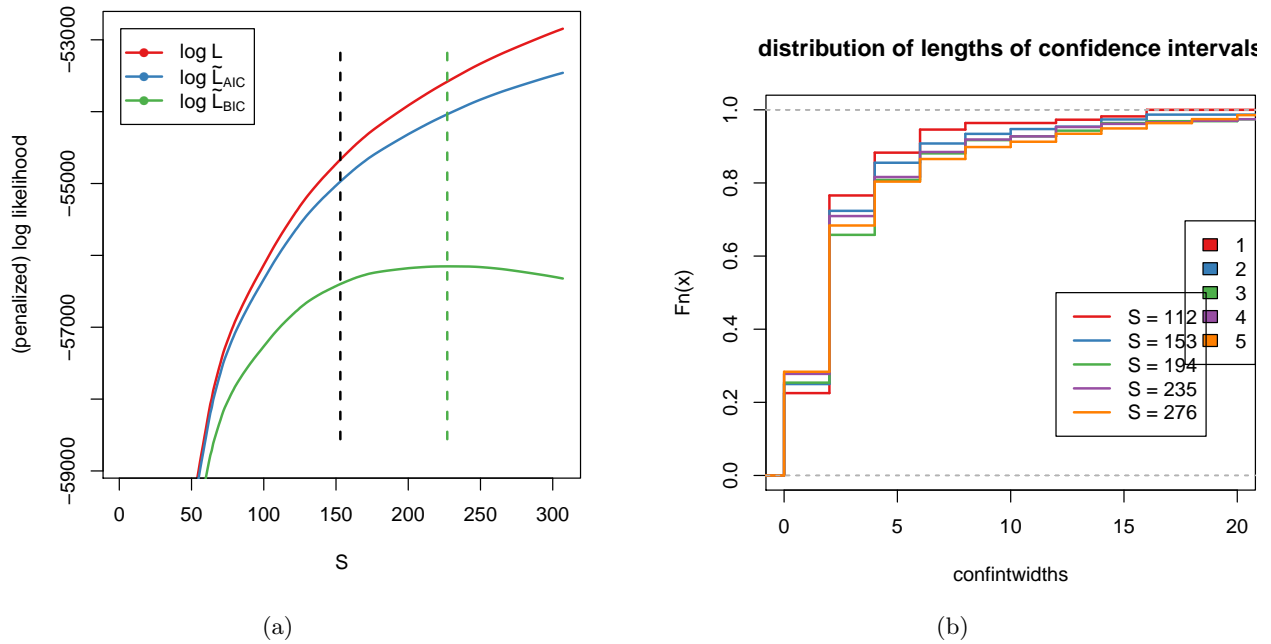 (penalized) log likelihood
−53000
−55000
−57000
−59000
log L
log L̃AIC
log L̃BIC
0 50 100 150 200 250 300
S
(a)
distribution of lengths of confidence intervals
Fn(x)
1.0
0.8
0.6
0.4
0.2
0.0
1
2
3
4
5
S = 112
S = 153
S = 194
S = 235
S = 276
0 5 10 15 20
confintwidths
(b)